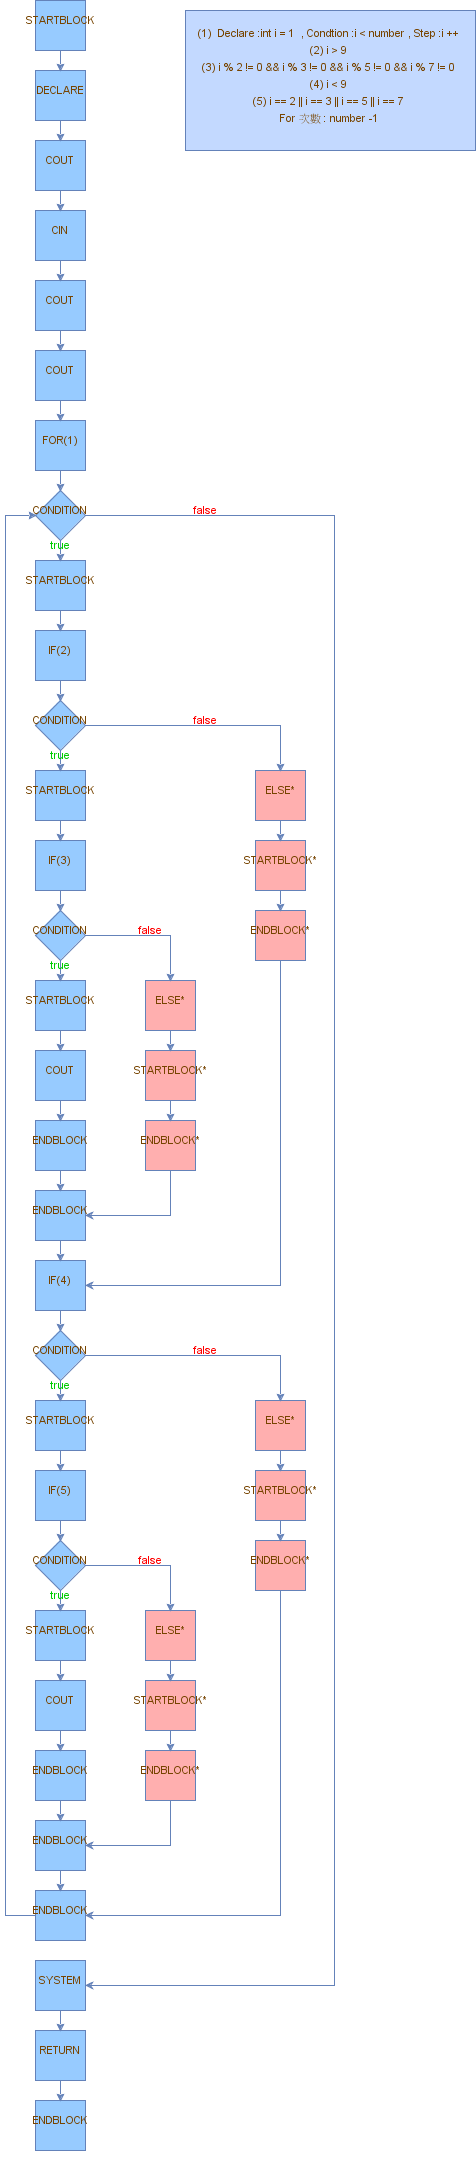 STARTBLOCK
(1) Declare :int i = 1 , Condtion :i < number , Step :i ++
(2) i > 9
(3) i % 2 != 0 && i % 3 != 0 && i % 5 != 0 && i % 7 != 0
(4) i < 9
(5) i == 2 || i == 3 || i == 5 || i == 7
For 次數 : number -1
DECLARE
COUT
CIN
COUT
COUT
FOR(1)
CONDITION
false
true
STARTBLOCK
IF(2)
CONDITION
false
true
STARTBLOCK
ELSE*
IF(3)
STARTBLOCK*
CONDITION
false
ENDBLOCK*
true
STARTBLOCK
ELSE*
COUT
STARTBLOCK*
ENDBLOCK
ENDBLOCK*
ENDBLOCK
IF(4)
CONDITION
false
true
STARTBLOCK
ELSE*
IF(5)
STARTBLOCK*
CONDITION
false
ENDBLOCK*
true
STARTBLOCK
ELSE*
COUT
STARTBLOCK*
ENDBLOCK
ENDBLOCK*
ENDBLOCK
ENDBLOCK
SYSTEM
RETURN
ENDBLOCK